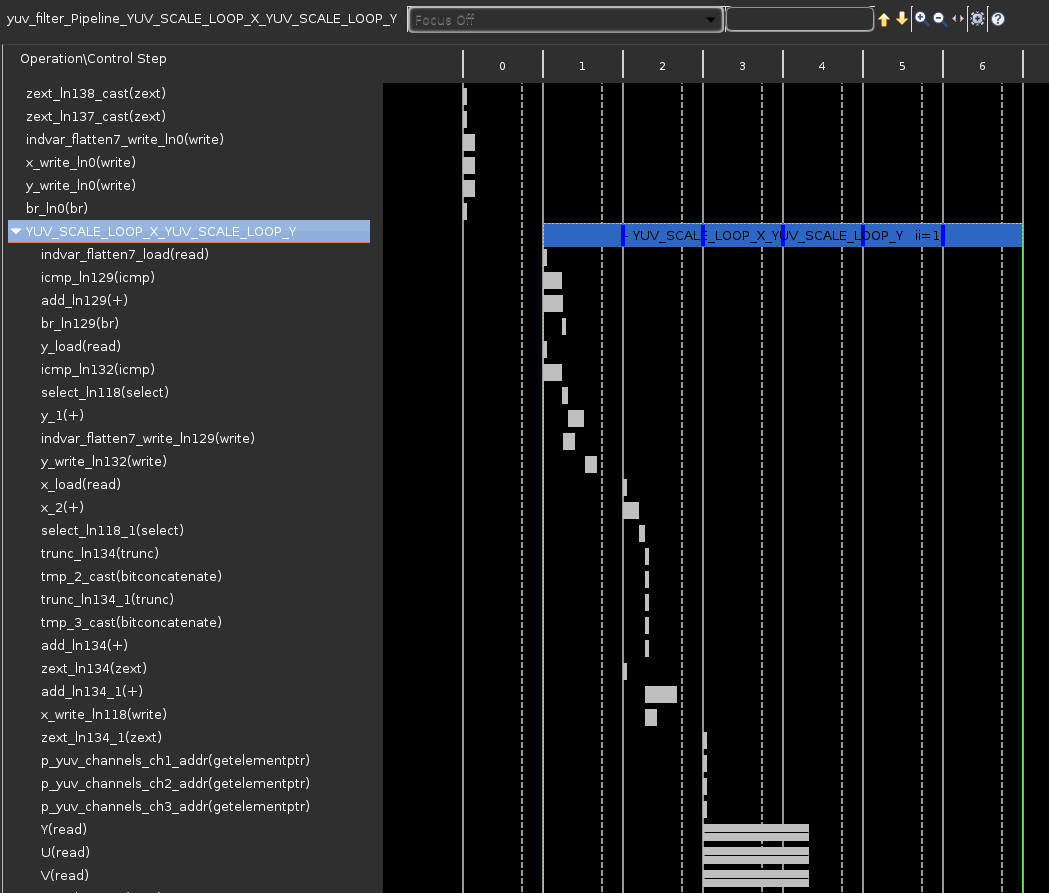 yuv_filter_Pipeline_YUV_SCALE_LOOP_X_YUV_SCALE_LOOP_Y Focus Off
Operation\Control Step 0 1 2 3 4 5 6
zext_ln138_cast(zext)
zext_ln137_cast(zext)
indvar_flatten7_write_ln0(write)
x_write_ln0(write)
y_write_ln0(write)
br_ln0(br)
YUV_SCALE_LOOP_X_YUV_SCALE_LOOP_Y - YUV_SCALE_LOOP_X_YUV_SCALE_LOOP_Y ii=1
indvar_flatten7_load(read)
icmp_ln129(icmp)
add_ln129(+)
br_ln129(br)
y_load(read)
icmp_ln132(icmp)
select_ln118(select)
y_1(+)
indvar_flatten7_write_ln129(write)
y_write_ln132(write)
x_load(read)
x_2(+)
select_ln118_1(select)
trunc_ln134(trunc)
tmp_2_cast(bitconcatenate)
trunc_ln134_1(trunc)
tmp_3_cast(bitconcatenate)
add_ln134(+)
zext_ln134(zext)
add_ln134_1(+)
x_write_ln118(write)
zext_ln134_1(zext)
p_yuv_channels_ch1_addr(getelementptr)
p_yuv_channels_ch2_addr(getelementptr)
p_yuv_channels_ch3_addr(getelementptr)
Y(read)
U(read)
V(read)